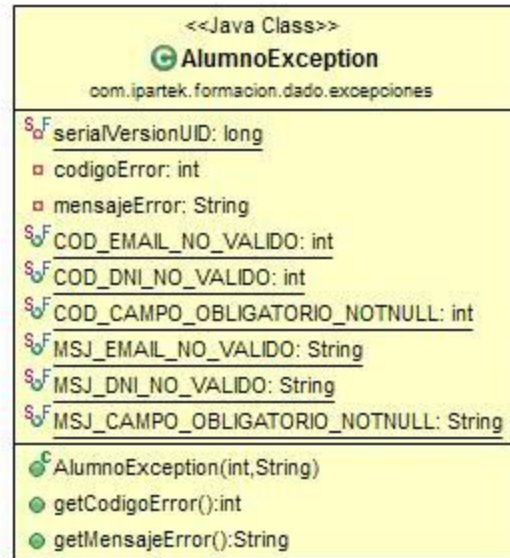 <<Java Class>>
C AlumnoException
com.ipartek.formacion.dado.excepciones
S F serialVersionUID: long
codigoError: int
mensajeError: String
S F COD_EMAIL_NO_VALIDO: int
S F COD_DNI_NO_VALIDO: int
S F COD_CAMPO_OBLIGATORIO_NOTNULL: int
S F MSJ_EMAIL_NO_VALIDO: String
S F MSJ_DNI_NO_VALIDO: String
S F MSJ_CAMPO_OBLIGATORIO_NOTNULL: String
C AlumnoException(int,String)
getCodigoError():int
getMensajeError():String